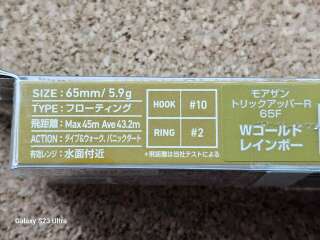 SIZE : 65mm/ 5.9g
TYPE : フローティング
飛距離 : Max 45m Ave 43.2m
ACTION : ダイブ&ウォーク、パニックダート
有効レンジ : 水面付近
HOOK #10
RING #2
*飛距離は当社テストによる
モアザン
トリックアッパーR
65F
Wゴールド
レインボー
Galaxy S23 Ultra